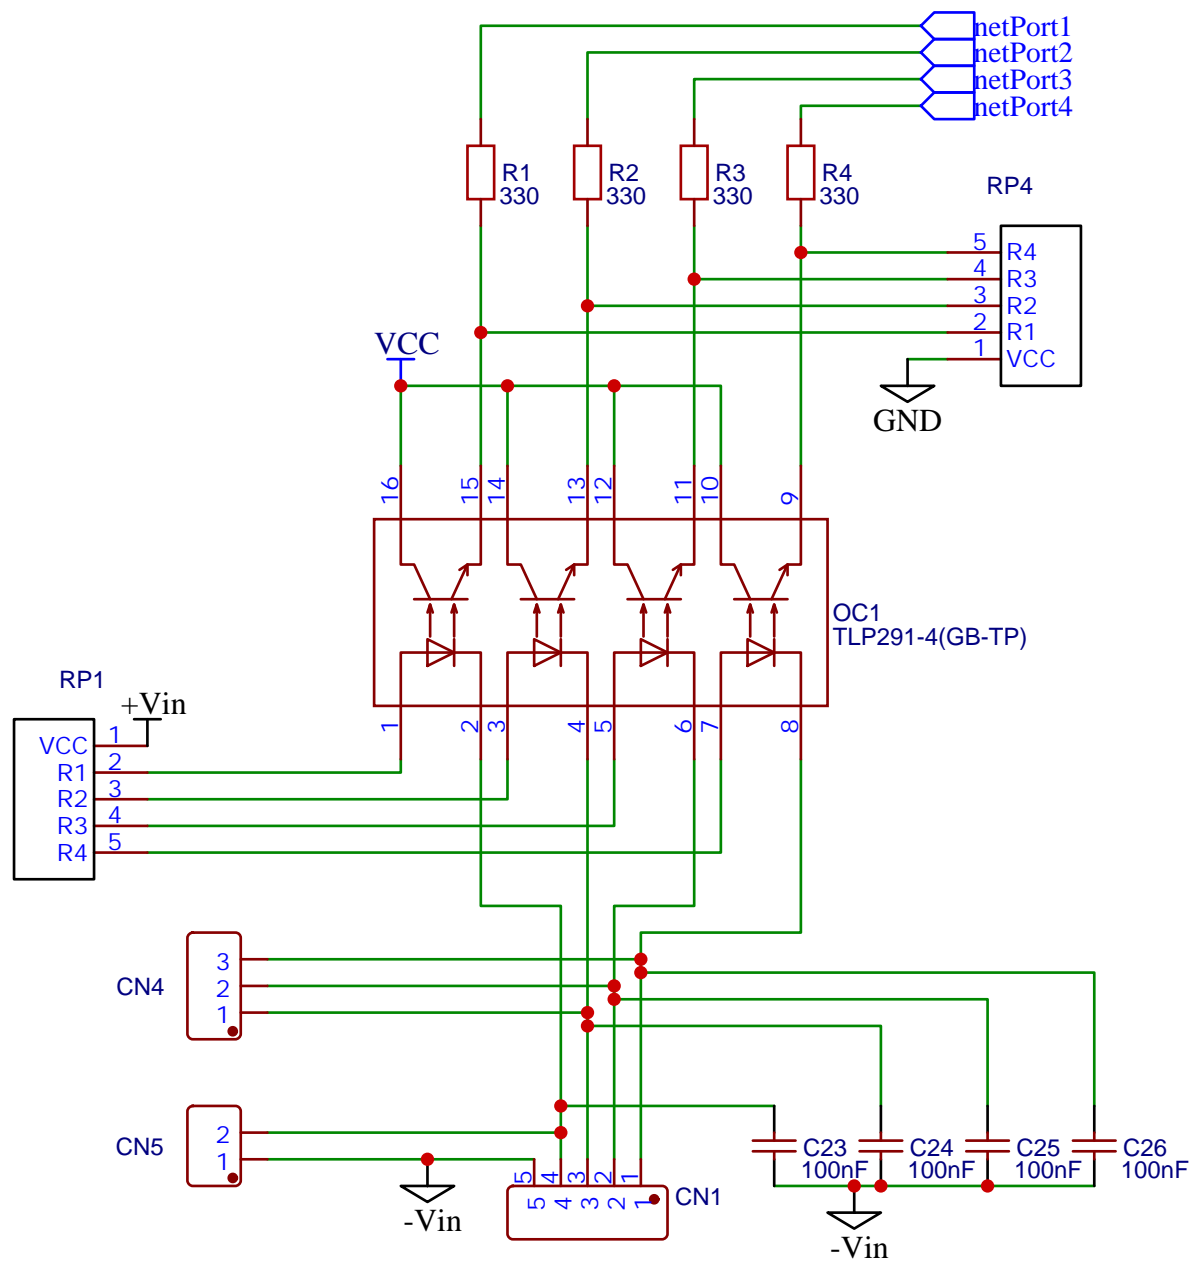 netPort1
netPort2
netPort3
netPort4
R1
330
R2
330
R3
330
R4
330
RP4
5 R4
4 R3
3 R2
2 R1
1 VCC
GND
VCC
16 15 14 13 12 11 10 9
OC1
TLP291-4(GB-TP)
1 2 3 4 5 6 7 8
RP1
+Vin
VCC 1
R1 2
R2 3
R3 4
R4 5
CN4
3
2
1
CN5
2
1
-Vin
5 4 3 2 1
5 4 3 2 1
CN1
C23
100nF
C24
100nF
C25
100nF
C26
100nF
-Vin